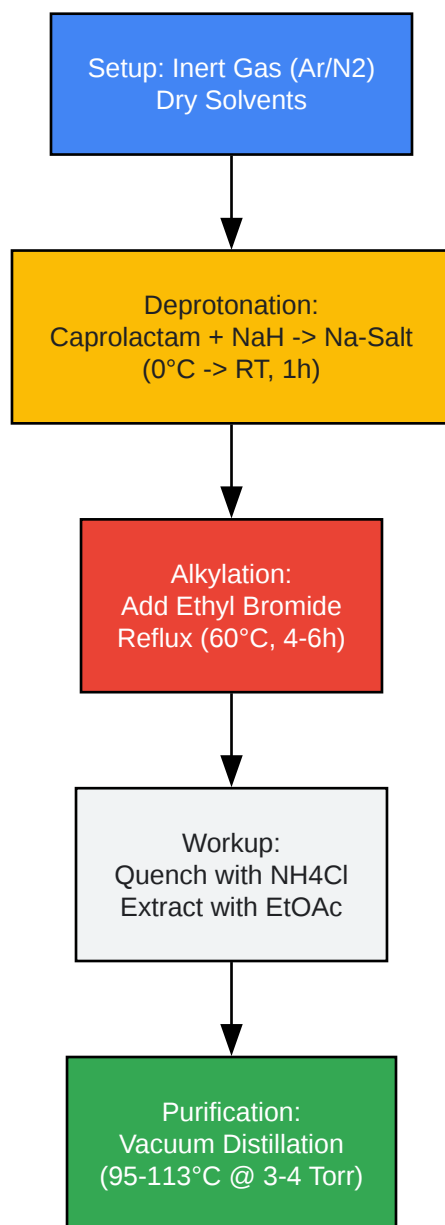 Setup: Inert Gas (Ar/N2)
Dry Solvents
Deprotonation:
Caprolactam + NaH -> Na-Salt
(0°C -> RT, 1h)
Alkylation:
Add Ethyl Bromide
Reflux (60°C, 4-6h)
Workup:
Quench with NH4Cl
Extract with EtOAc
Purification:
Vacuum Distillation
(95-113°C @ 3-4 Torr)